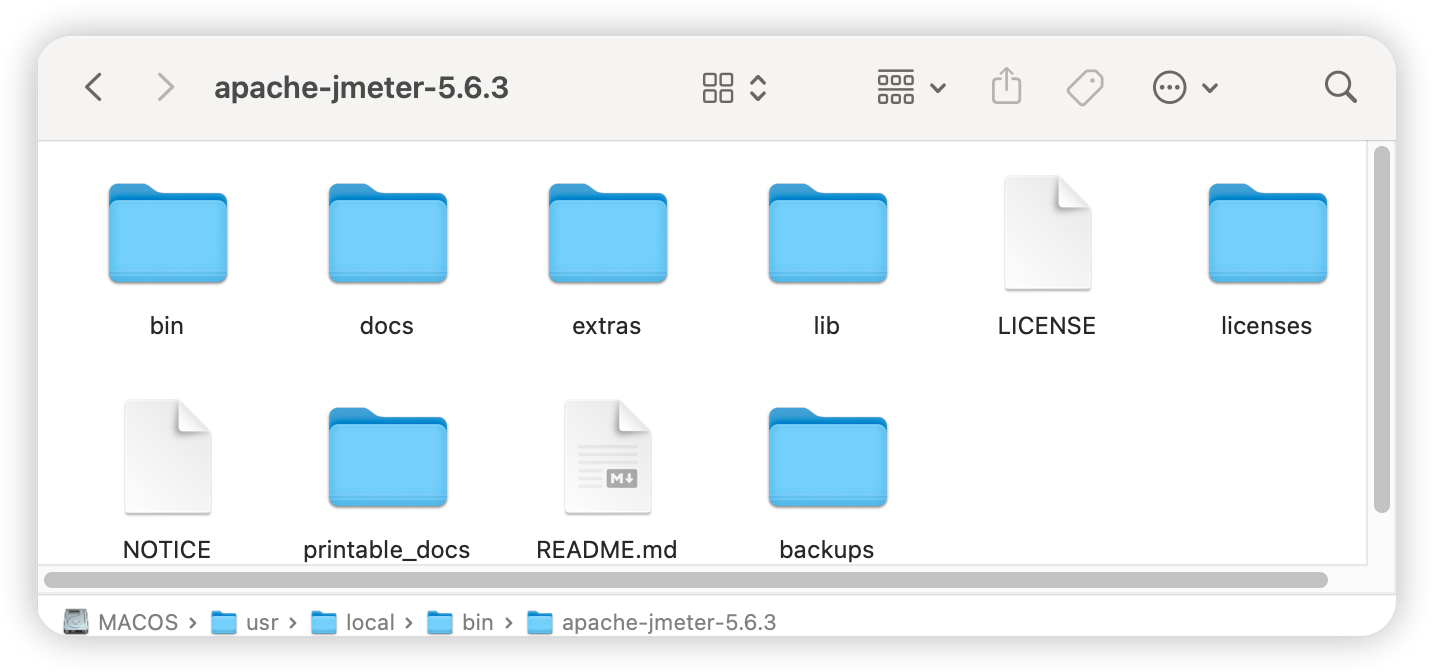 apache-jmeter-5.6.3
bin
docs
extras
lib
LICENSE
licenses
NOTICE
printable_docs
M↓
README.md
backups
MACOS › usr › local › bin › apache-jmeter-5.6.3